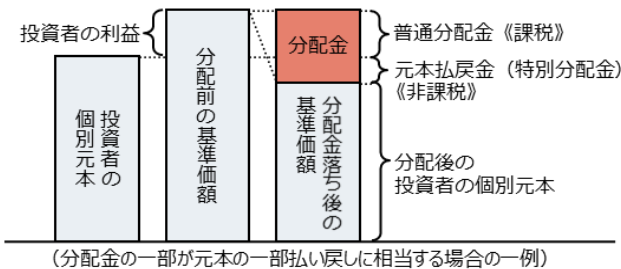 投資者の利益
投資者の
個別元本
分配前の基準価額
分配金
分配金落ち後の
基準価額
普通分配金《課税》
元本払戻金（特別分配金）
《非課税》
分配後の
投資者の個別元本
（分配金の一部が元本の一部払い戻しに相当する場合の一例）